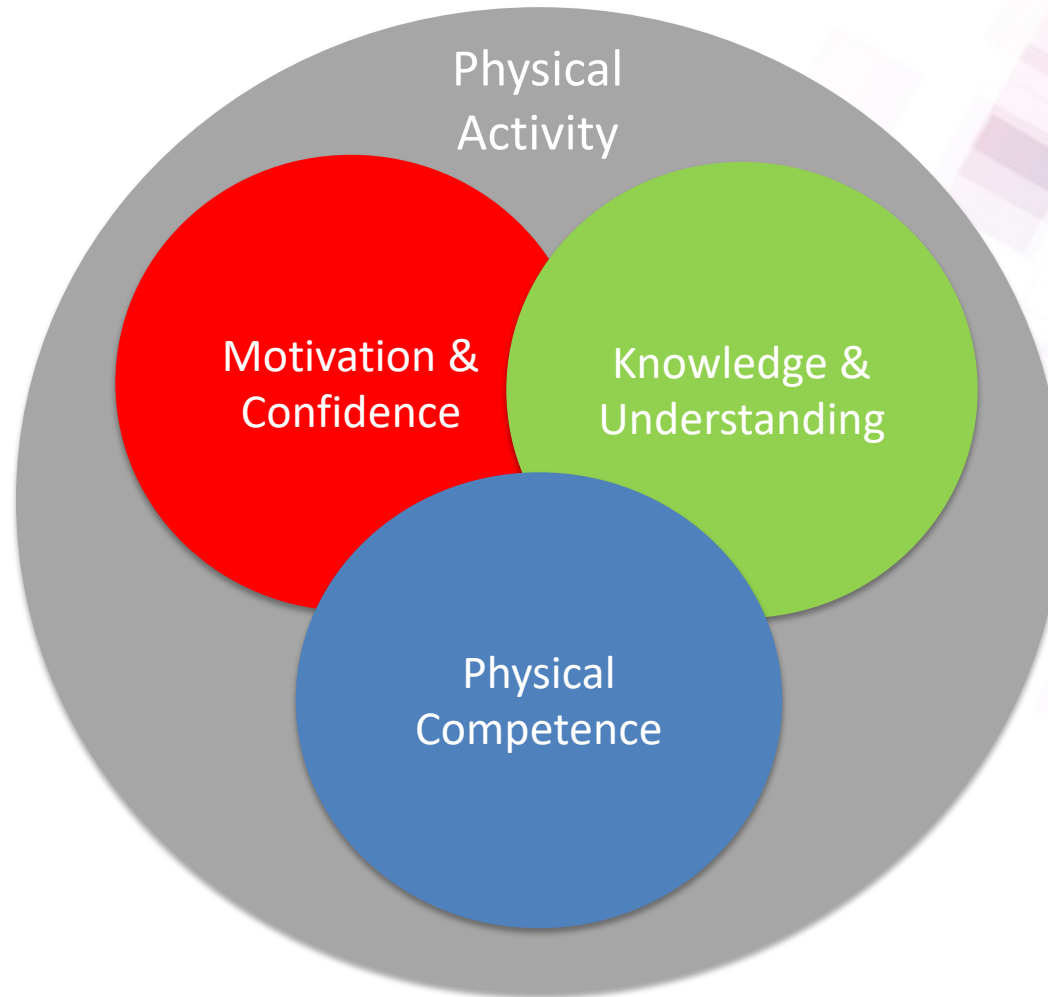 Physical
Activity
Motivation &
Confidence
Knowledge &
Understanding
Physical
Competence